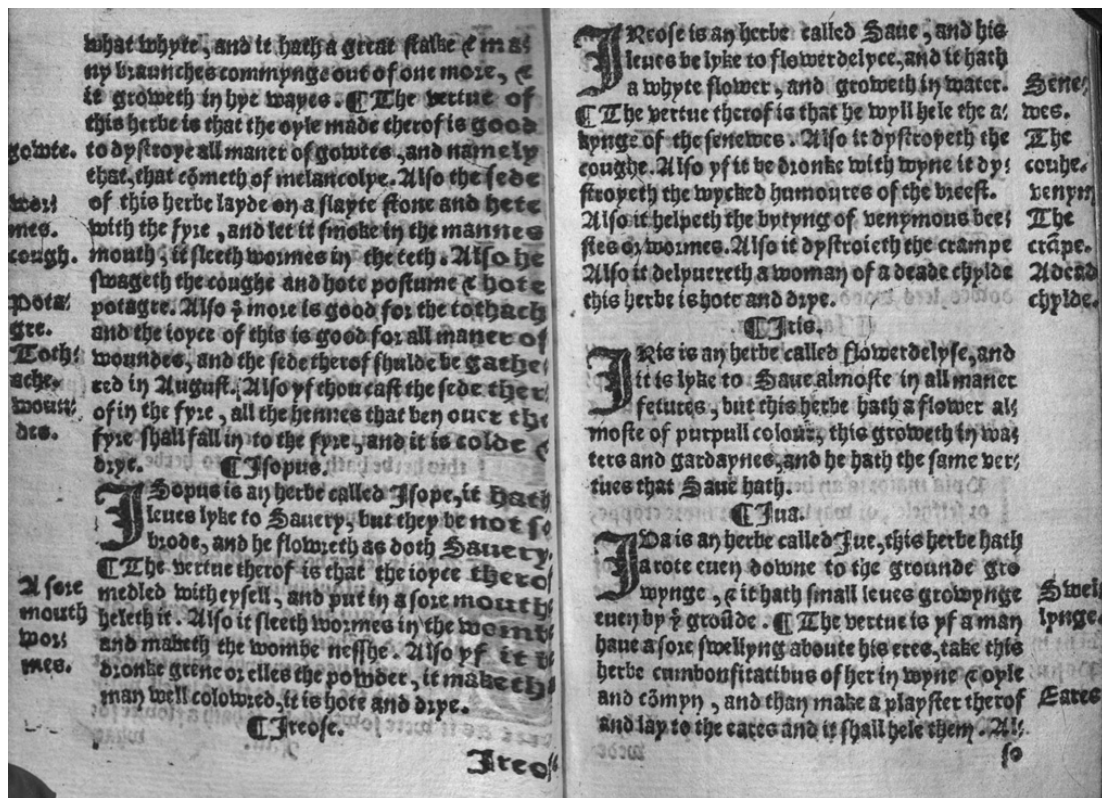 what whyte, and it hath a great stalke & ma⸗
ny braunches commynge out of one more, &
it groweth in hye wayes. ¶ The vertue of
this herbe is that the oyle made therof is good
gowte. to dystroye all maner of gowtes, and namely
that, that cōmeth of melancolye. Also the sede
wor⸗ of this herbe layde on a slayte stone and hete
mes. with the fyre, and let it smoke in the mannes
cough. mouth, it sleeth wormes in the teth. Also he
swageth the coughe and hote postume & hote
Pota⸗ potagre. Also yͤ more is good for the tothach
gre. and the ioyce of this is good for all maner of
Toth⸗ woundes, and the sede therof shulde be gathe⸗
ache. red in August. Also yf thou cast the sede ther
woun⸗ of in the fyre, all the hennes that ben ouer the
des. fyre shall fall in to the fyre, and it is colde &
drye. ¶ Isopus.
ISopus is an herbe called Isope, it hath
leues lyke to Sauery, but they be not so
brode, and he flowreth as doth Sauery.
¶ The vertue therof is that the ioyce therof
A sore medled with eysell, and put in a sore mouth
mouth heleth it. Also it sleeth wormes in the wombe
wor⸗ and maketh the wombe nesshe. Also yf it be
mes. dronke grene or elles the powder, it maketh
man well colowred, it is hote and drye.
¶ Ireose.
Ireos
IReose is an herbe called Saue, and his
leues be lyke to flowerdelyce, and it hath
a whyte flower, and groweth in water. Sene⸗
¶ The vertue therof is that he wyll hele the a⸗ wes.
kynge of the senewes. Also it dystroyeth the The
coughe. Also yf it be dronke with wyne it dy⸗ couhe.
stroyeth the wycked humoures of the breest. venym
Also it helpeth the bytyng of venymous bee⸗ The
stes or wormes. Also it dystroieth the crampe crāpe.
Also it delyuereth a woman of a deade chylde A dead
this herbe is hote and drye. chylde.
¶ Iris.
IRis is an herbe called flowerdelyse, and
it is lyke to Saue almoste in all maner
fetures, but this herbe hath a flower al⸗
moste of purpull colour, this groweth in wa⸗
ters and gardaynes, and he hath the same ver⸗
tues that Saue hath.
¶ Iua.
IUa is an herbe called Iue, this herbe hath
a rote euen downe to the grounde gro
wynge, & it hath small leues growynge Swel
euen by yͤ groūde. ¶ The vertue is yf a man lynge.
haue a sore swellyng aboute his eres, take this
herbe cumbonfitatibus of her in wyne & oyle
and cōmyn, and than make a playster therof Eares
and lay to the eares and it shall hele them. Al⸗
so